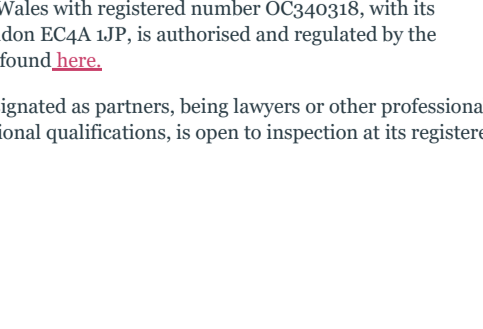 Wales with registered number OC340318, with its
don EC4A 1JP, is authorised and regulated by the
found here.
ignated as partners, being lawyers or other professiona
ional qualifications, is open to inspection at its registere